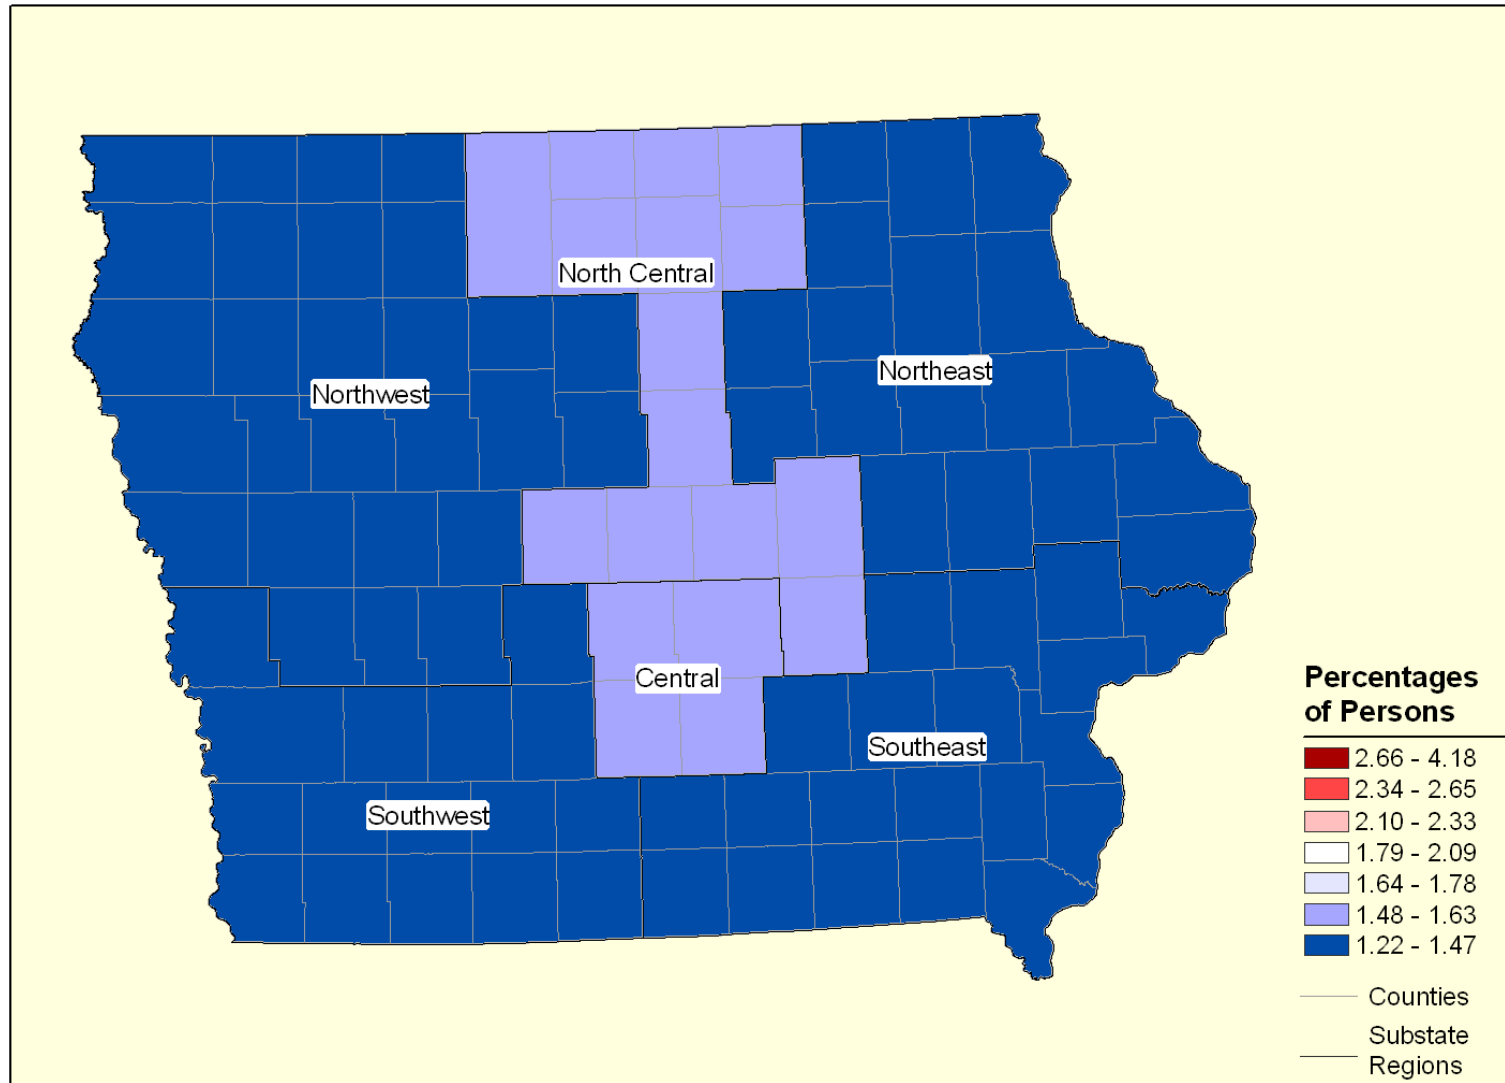 North Central
Northeast
Northwest
Central
Southeast
Southwest
Percentages
of Persons
2.66 - 4.18
2.34 - 2.65
2.10 - 2.33
1.79 - 2.09
1.64 - 1.78
1.48 - 1.63
1.22 - 1.47
Counties
Substate
Regions